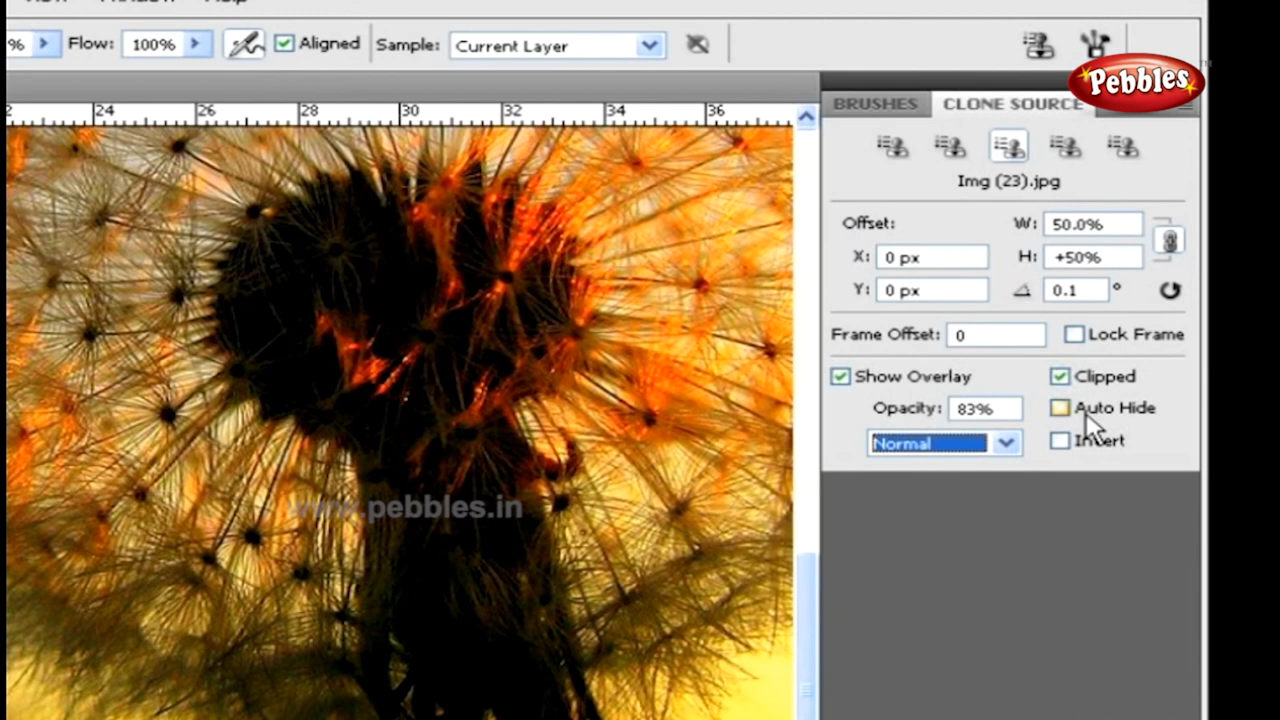 %
Flow: 100% Aligned Sample: Current Layer
Pebbles
TM
24 26 28 30 32 34 36
BRUSHES CLONE SOURCE
Img (23).jpg
Offset: W: 50.0%
X: 0 px H: +50%
Y: 0 px 0.1 °
Frame Offset: 0 Lock Frame
Show Overlay Clipped
Opacity: 83% Auto Hide
Normal Invert
www.pebbles.in